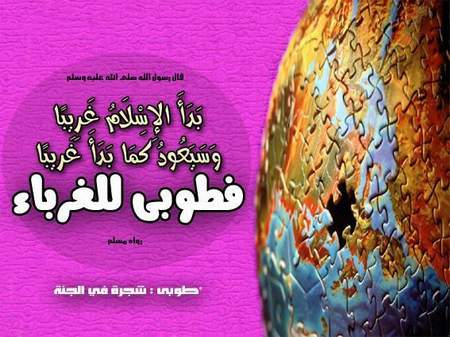 قال رسول الله صلى الله عليه وسلم
بَدَأَ الإِسْلَامُ غَرِيبًا
وَسَيَعُودُ كَمَا بَدَأَ غَرِيبًا
فطوبى للغرباء
رواه مسلم
*طوبى : شجرة في الجنة